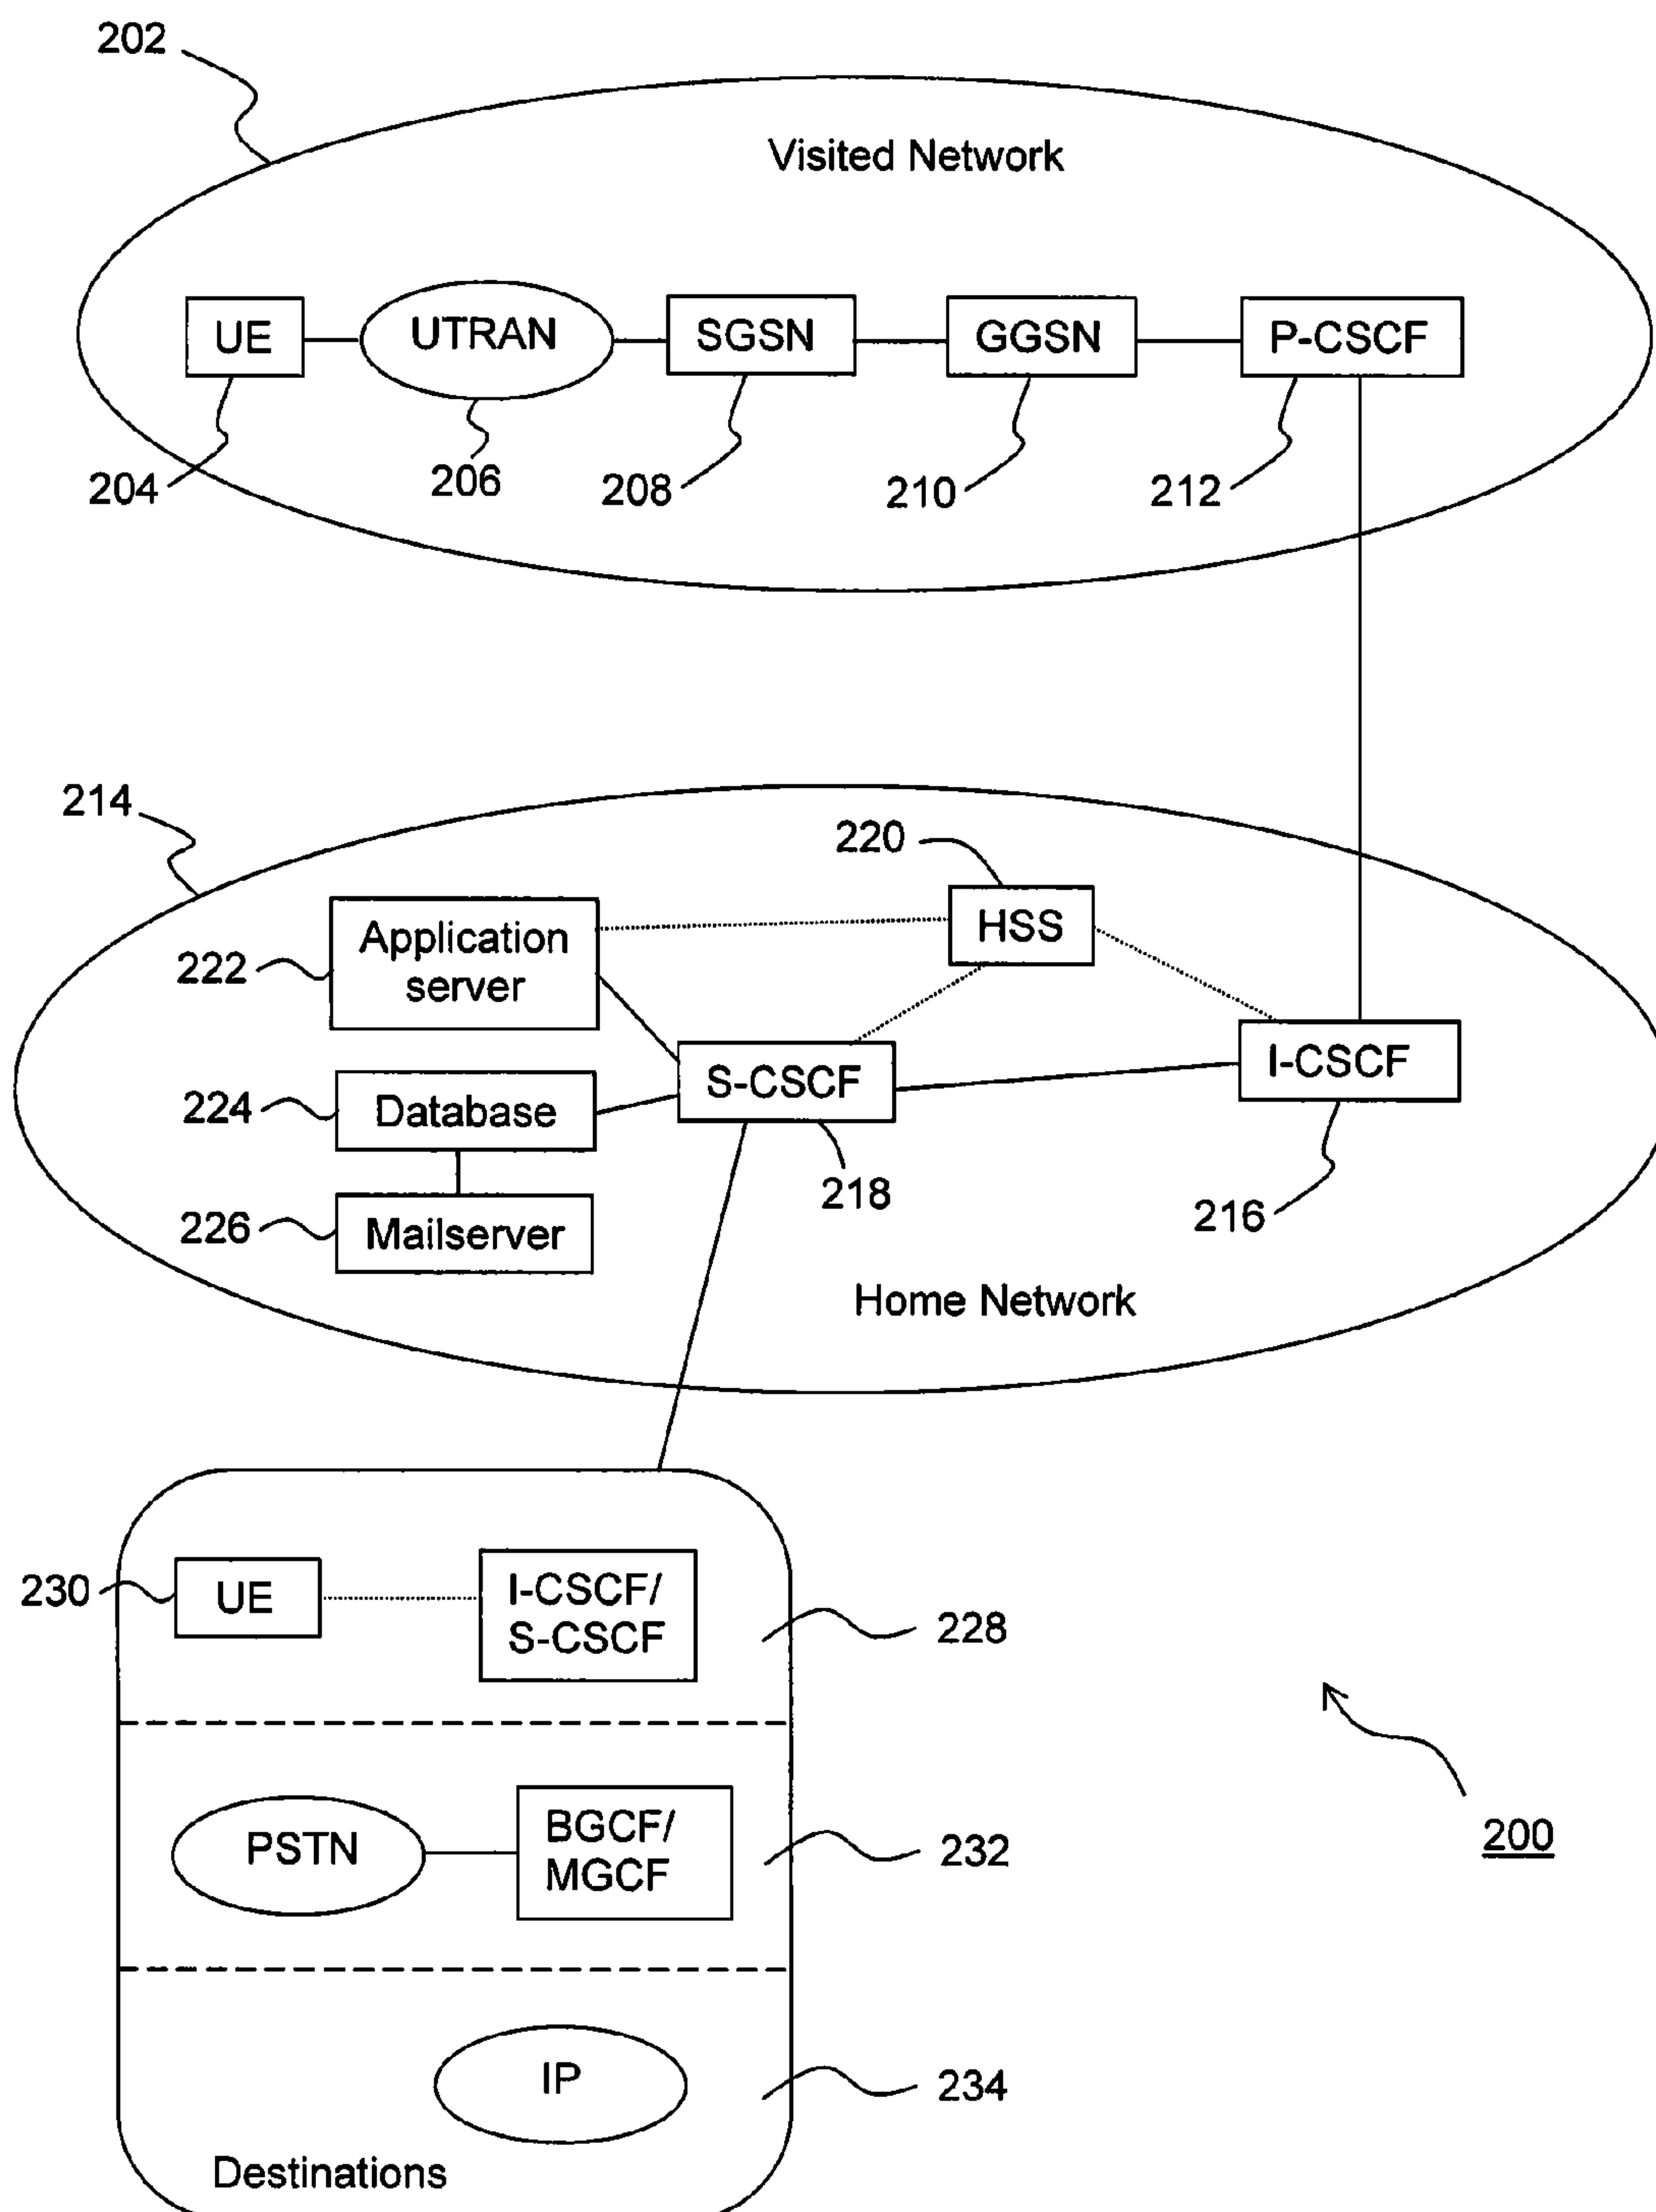 202
Visited Network
UE
UTRAN
SGSN
GGSN
P-CSCF
204
206
208
210
212
214
220
HSS
Application
server
222
I-CSCF
S-CSCF
224
Database
218
216
226
Mailserver
Home Network
230
UE
I-CSCF/
S-CSCF
228
PSTN
BGCF/
MGCF
232
200
IP
234
Destinations